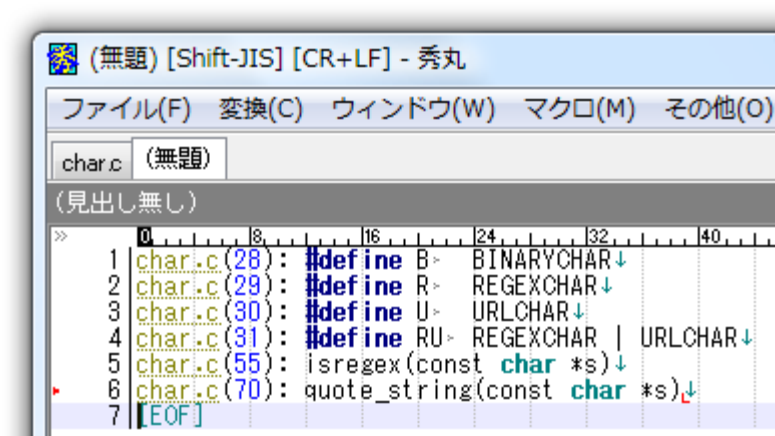 (無題) [Shift-JIS] [CR+LF] - 秀丸
ファイル(F) 変換(C) ウィンドウ(W) マクロ(M) その他(O)
char.c (無題)
(見出し無し)
0 8 16 24 32 40
1 char.c(28): #define B BINARYCHAR↓
2 char.c(29): #define R REGEXCHAR↓
3 char.c(30): #define U URLCHAR↓
4 char.c(31): #define RU REGEXCHAR | URLCHAR↓
5 char.c(55): isregex(const char *s)↓
6 char.c(70): quote_string(const char *s)↓
7 [EOF]